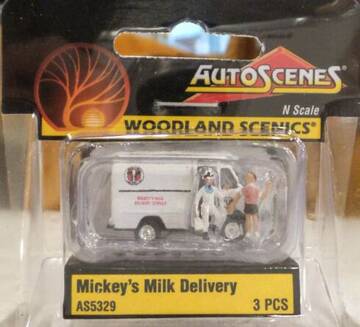 AUTOSCENES®
N Scale
WOODLAND SCENICS®
Mickey's Milk Delivery
AS5329
3 PCS